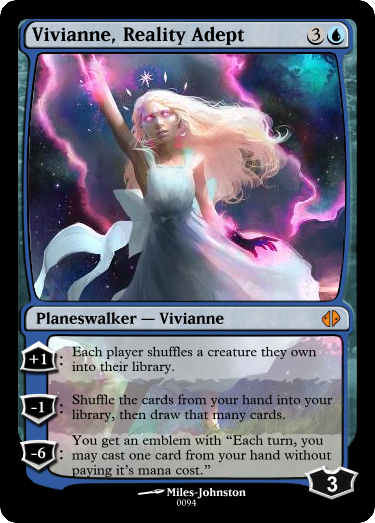 Vivianne, Reality Adept 3
Planeswalker — Vivianne
+1: Each player shuffles a creature they own
into their library.
-1: Shuffle the cards from your hand into your
library, then draw that many cards.
-6: You get an emblem with “Each turn, you
may cast one card from your hand without
paying it’s mana cost.”
3
Miles-Johnston
0094